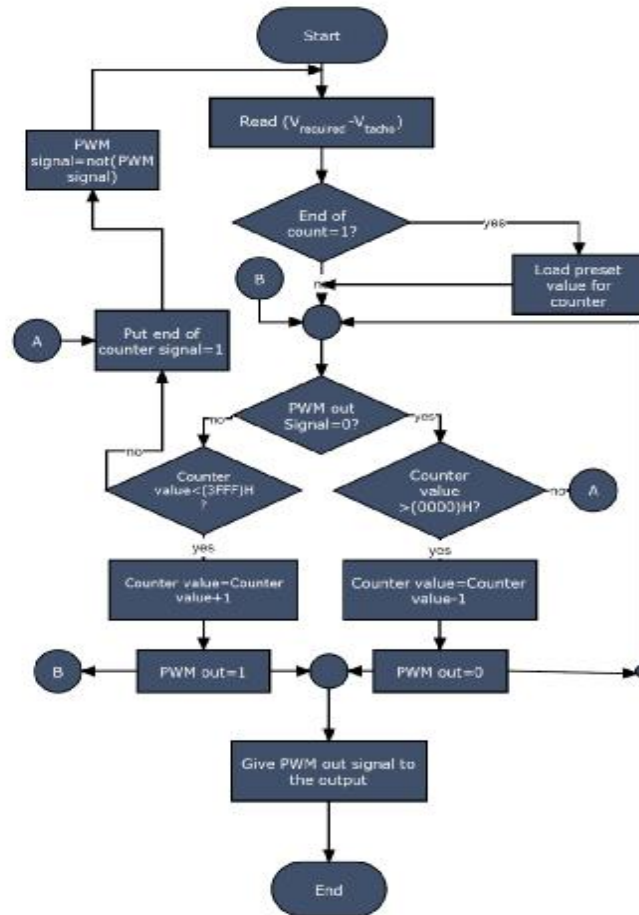 Start
Read (Vrequired-Vtacho)
PWM
signal=not(PWM
signal)
End of
count=1?
yes
Load preset
value for
counter
B
A
Put end of
counter signal=1
PWM out
Signal=0?
no
yes
no
Counter
value<(3FFF)H
?
Counter
value
>(0000)H?
no
A
yes
yes
Counter value=Counter
value+1
Counter value=Counter
value-1
B
PWM out=1
PWM out=0
Give PWM out signal to
the output
End